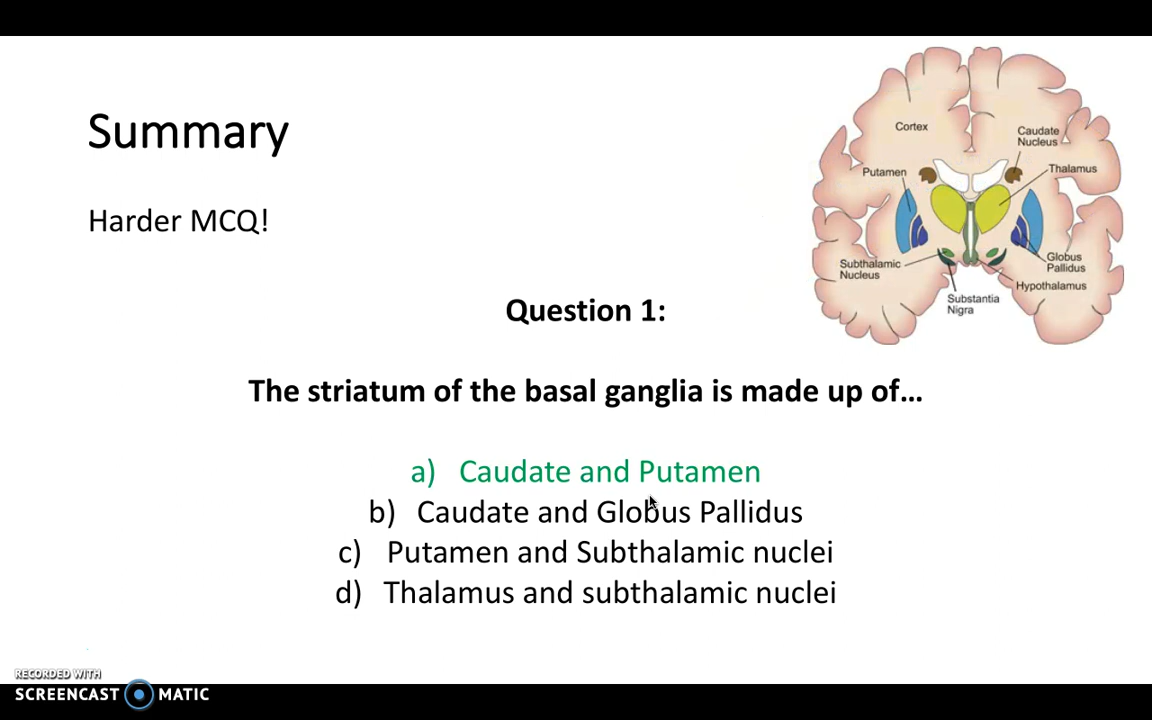 Summary
Harder MCQ!
Cortex
Caudate
Nucleus
Putamen
Thalamus
Subthalamic
Nucleus
Globus
Pallidus
Hypothalamus
Substantia
Nigra
Question 1:
The striatum of the basal ganglia is made up of...
a) Caudate and Putamen
b) Caudate and Globus Pallidus
c) Putamen and Subthalamic nuclei
d) Thalamus and subthalamic nuclei
RECORDED WITH
SCREENCAST MATIC